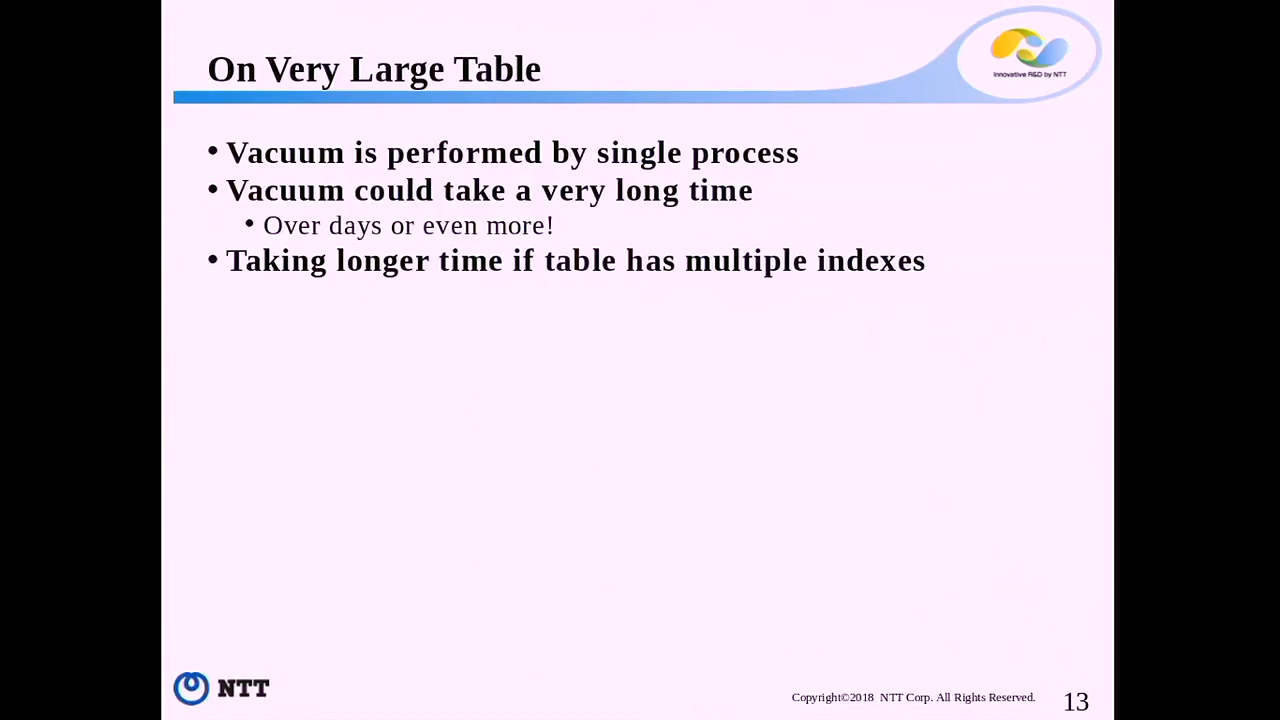 On Very Large Table
Innovative R&D by NTT
• Vacuum is performed by single process
• Vacuum could take a very long time
• Over days or even more!
• Taking longer time if table has multiple indexes
NTT
Copyright©2018 NTT Corp. All Rights Reserved.
13